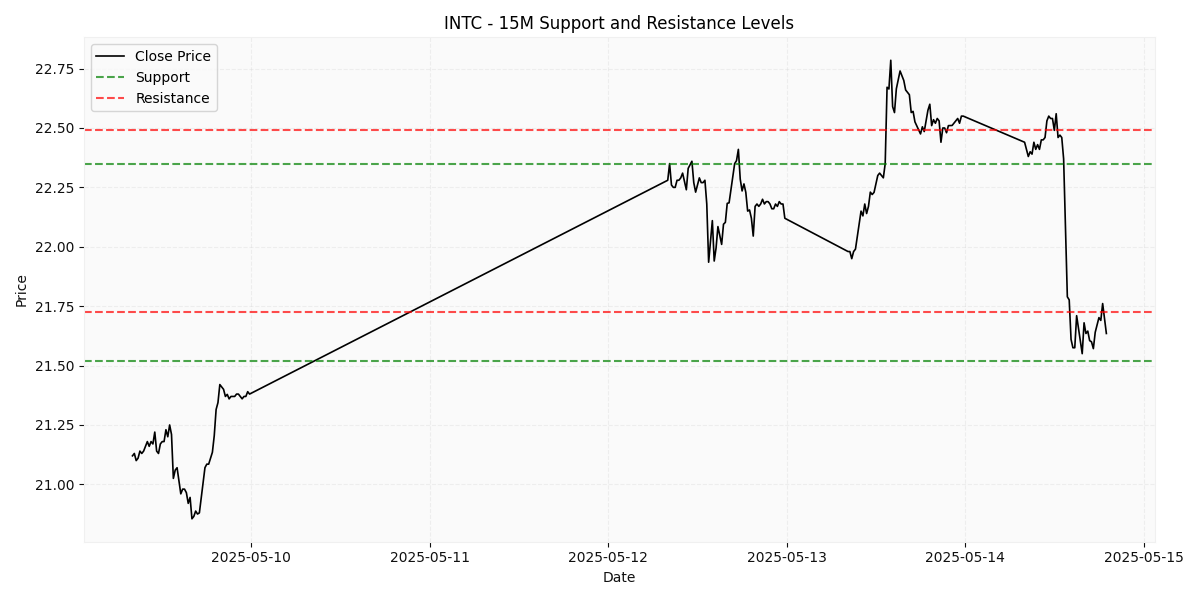 INTC - 15M Support and Resistance Levels
Close Price
Support
Resistance
22.75
22.50
22.25
22.00
21.75
21.50
21.25
21.00
Price
2025-05-10
2025-05-11
2025-05-12
2025-05-13
2025-05-14
2025-05-15
Date